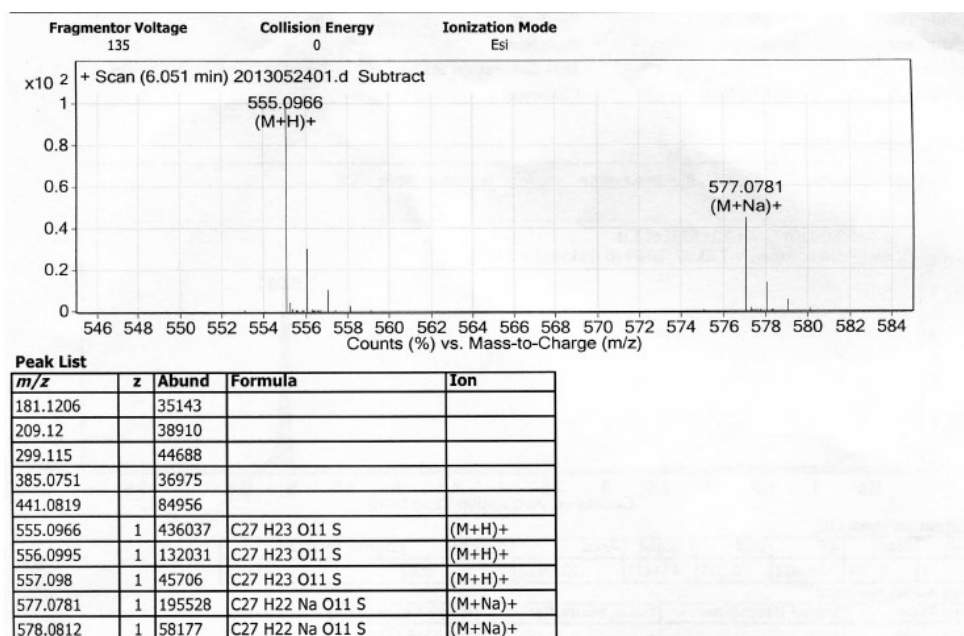 Fragmentor Voltage Collision Energy Ionization Mode
135 0 Esi
x10 2 + Scan (6.051 min) 20130052401.d Subtract
1 555.0966
(M+H)+
0.8
0.6 577.0781
(M+Na)+
0.4
0.2
0
546 548 550 552 554 556 558 560 562 564 566 568 570 572 574 576 578 580 582 584
Counts (%) vs. Mass-to-Charge (m/z)
Peak List
m/z z Abund Formula Ion
181.1206 35143
209.12 38910
299.115 44688
385.0751 36975
441.0819 84956
555.0966 1 436037 C27 H23 O11 S (M+H)+
556.0995 1 132031 C27 H23 O11 S (M+H)+
557.098 1 45706 C27 H23 O11 S (M+H)+
577.0781 1 195528 C27 H22 Na O11 S (M+Na)+
578.0812 1 58177 C27 H22 Na O11 S (M+Na)+